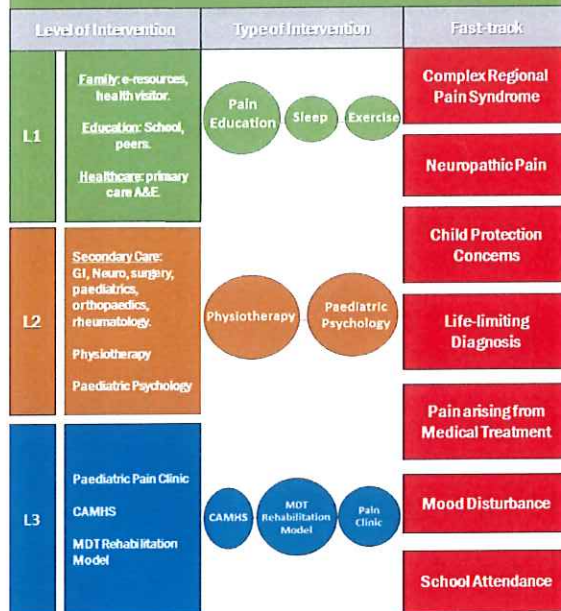 Level of Intervention
Type of Intervention
Fast-track
L1
Family: e-resources,
health visitor.
Education: School,
peers.
Healthcare: primary
care A&E.
Pain
Education
Sleep
Exercise
L2
Secondary Care:
GI, Neuro, surgery,
paediatrics,
orthopaedics,
rheumatology.
Physiotherapy
Paediatric Psychology
Physiotherapy
Paediatric
Psychology
L3
Paediatric Pain Clinic
CAMHS
MDT Rehabilitation
Model
CAMHS
MDT
Rehabilitation
Model
Pain
Clinic
Complex Regional
Pain Syndrome
Neuropathic Pain
Child Protection
Concerns
Life-limiting
Diagnosis
Pain arising from
Medical Treatment
Mood Disturbance
School Attendance